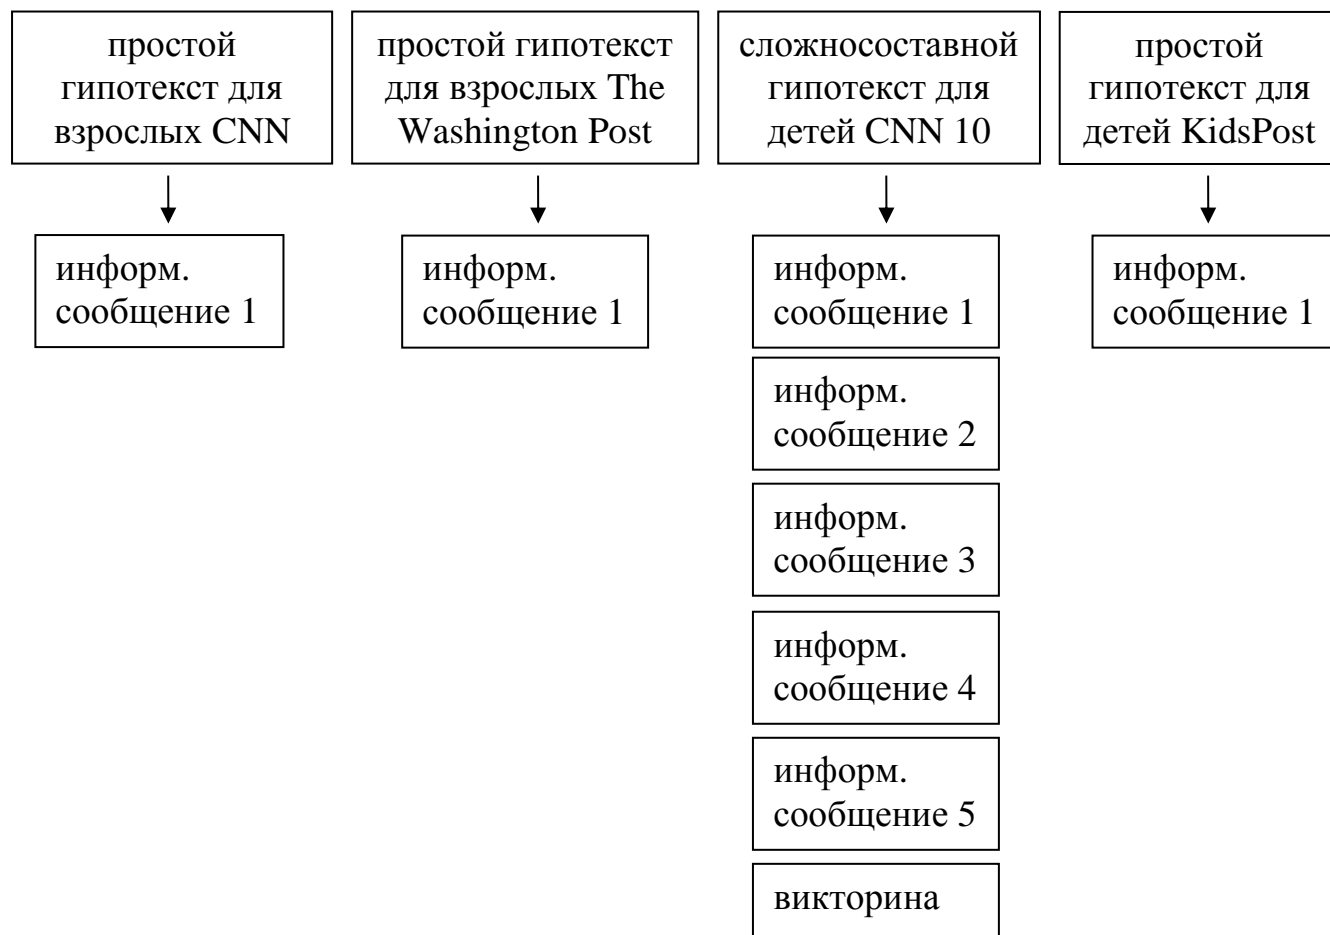 простой
гипотекст для
взрослых CNN
простой гипотекст
для взрослых The
Washington Post
сложносоставной
гипотекст для
детей CNN 10
простой
гипотекст для
детей KidsPost
информ.
сообщение 1
информ.
сообщение 1
информ.
сообщение 1
информ.
сообщение 1
информ.
сообщение 2
информ.
сообщение 3
информ.
сообщение 4
информ.
сообщение 5
викторина